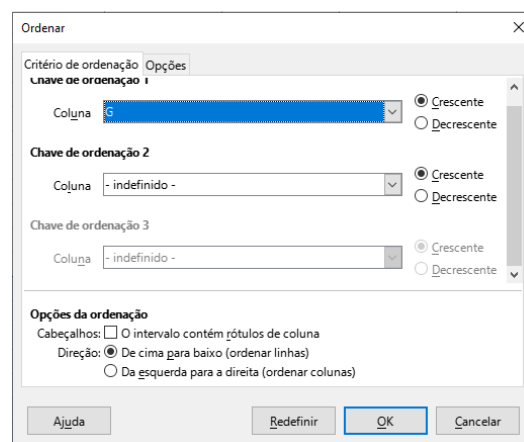 Ordenar
Critério de ordenação Opções
Chave de ordenação 1
Coluna G
Crescente
Decrescente
Chave de ordenação 2
Coluna - indefinido -
Crescente
Decrescente
Chave de ordenação 3
Coluna - indefinido -
Crescente
Decrescente
Opções da ordenação
Cabeçalhos: O intervalo contém rótulos de coluna
Direção: De cima para baixo (ordenar linhas)
Da esquerda para a direita (ordenar colunas)
Ajuda Redefinir OK Cancelar